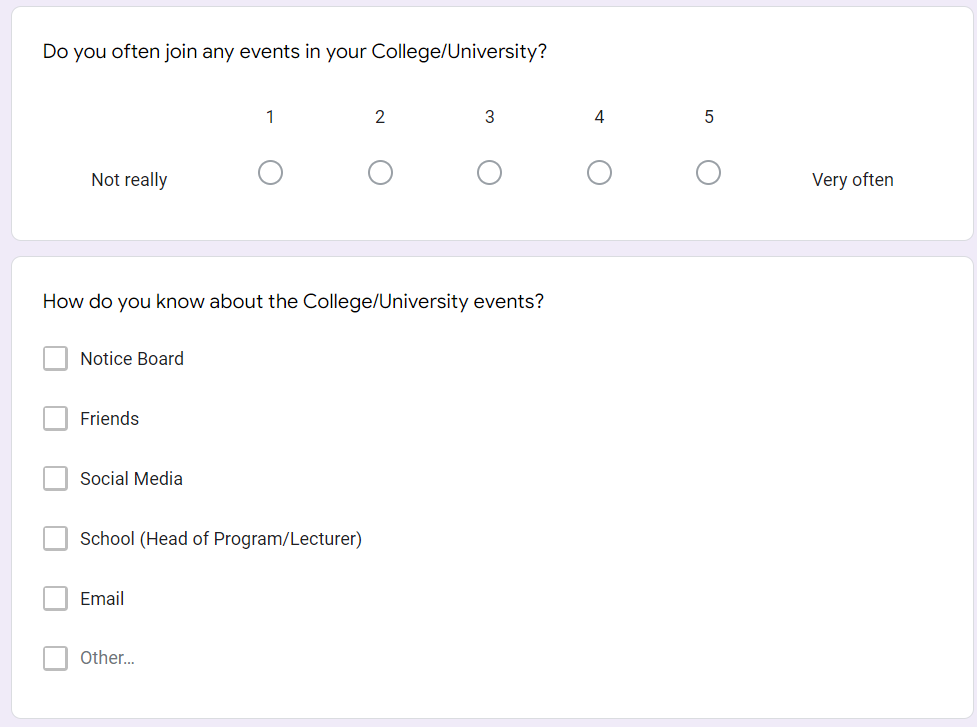 Do you often join any events in your College/University?
1 2 3 4 5
Not really Very often
How do you know about the College/University events?
Notice Board
Friends
Social Media
School (Head of Program/Lecturer)
Email
Other...